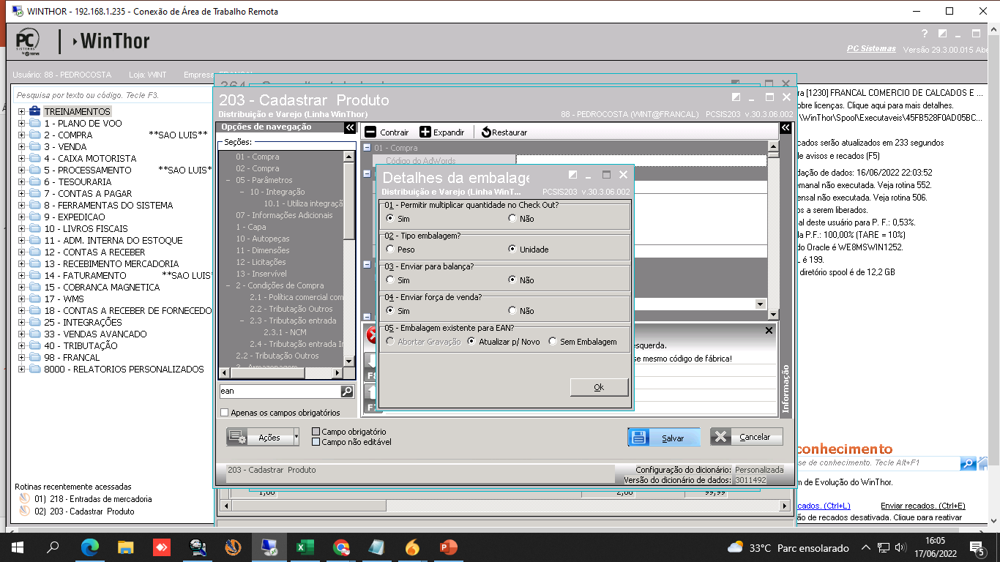 WINTHOR - 192.168.1.235 - Conexão de Área de Trabalho Remota
PC
SISTEMAS
WinThor
PC Sistemas
Versão 29.3.00.015 Abe
Usuário: 88 - PEDROCOSTA
Loja: WINT
Empresa: FRANCAL
Pesquisa por texto ou código. Tecle F3.
TREINAMENTOS
1 - PLANO DE VOO
2 - COMPRA **SAO LUIS**
3 - VENDA
4 - CAIXA MOTORISTA
5 - PROCESSAMENTO **SAO LUIS*
6 - TESOURARIA
7 - CONTAS A PAGAR
8 - FERRAMENTAS DO SISTEMA
9 - EXPEDICAO
10 - LIVROS FISCAIS
11 - ADM. INTERNA DO ESTOQUE
12 - CONTAS A RECEBER
13 - RECEBIMENTO MERCADORIA
14 - FATURAMENTO **SAO LUIS
15 - COBRANCA MAGNETICA
17 - WMS
18 - CONTAS A RECEBER DE FORNECEDO
25 - INTEGRAÇÕES
33 - VENDAS AVANCADO
40 - TRIBUTAÇÃO
98 - FRANCAL
8000 - RELATORIOS PERSONALIZADOS
Rotinas recentemente acessadas
01) 218 - Entradas de mercadoria
02) 203 - Cadastrar Produto
203 - Cadastrar Produto
Distribuição e Varejo (Linha WinThor)
88 - PEDROCOSTA (WINT@FRANCAL) PCSIS203 v.30.3.06.002
Opções de navegação
Seções:
01 - Compra
02 - Compra
05 - Parâmetros
10 - Integração
10.1 - Utiliza integraçã
07 - Informações Adicionais
1 - Capa
10 - Autopeças
11 - Dimensões
12 - Licitações
13 - Inservível
2 - Condições de Compra
2.1 - Política comercial com
2.2 - Tributação Outros
2.3 - Tributação entrada
2.3.1 - NCM
2.4 - Tributação entrada In
2.2 - Tributação Outros
3 - Armazenagem
ean
Apenas os campos obrigatórios
Contrair
Expandir
Restaurar
01 - Compra
Código do AdWords
Detalhes da embalage
Distribuição e Varejo (Linha WinT...
PCSIS203 v.30.3.06.002
01 - Permitir multiplicar quantidade no Check Out?
Sim
Não
02 - Tipo embalagem?
Peso
Unidade
03 - Enviar para balança?
Sim
Não
04 - Enviar força de venda?
Sim
Não
05 - Embalagem existente para EAN?
Abortar Gravação
Atualizar p/ Novo
Sem Embalagem
Ok
squerda.
se mesmo código de fábrica!
F8
F7
Informação
Ações
Campo obrigatório
Campo não editável
Salvar
Cancelar
203 - Cadastrar Produto
Configuração do dicionário: Personalizada
Versão do dicionário de dados: 3011492
1,00
2,00
99,99
ra [1230] FRANCAL COMERCIO DE CALCADOS E ...
obre licenças. Clique aqui para mais detalhes.
\WinThor\Spool\Executaveis\45FB528F0AD05BC...
cados serão atualizados em 233 segundos
e avisos e recados (F5)
dação de dados: 16/06/2022 22:03:52
emanal não executada. Veja rotina 552.
ensal não executada. Veja rotina 506.
os a serem liberados.
al deste usuário para P. F.: 0,53%.
la P.F.: 100,00% (TARE = 10%)
do Oracle é WE8MSWIN1252.
L é 199.
diretório spool é de 12,2 GB
conhecimento
se de conhecimento. Tecle Alt+F1
m de Evolução do WinThor.
cados. (Ctrl+L)
Enviar recados. (Ctrl+E)
ão de recados desativada. Clique para reativar
33°C Parc ensolarado
16:05
17/06/2022
5